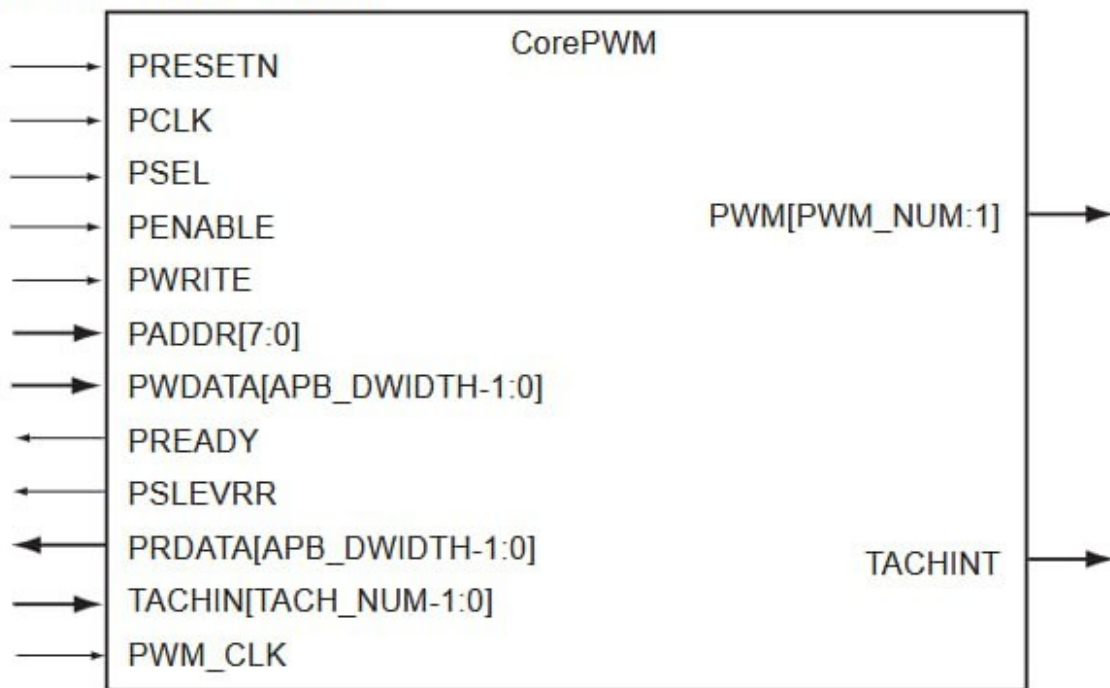 CorePWM
PRESETN
PCLK
PSEL
PENABLE
PWRITE
PADDR[7:0]
PWDATA[APB_DWIDTH-1:0]
PREADY
PSLEVRR
PRDATA[APB_DWIDTH-1:0]
TACHIN[TACH_NUM-1:0]
PWM_CLK
PWM[PWM_NUM:1]
TACHINT